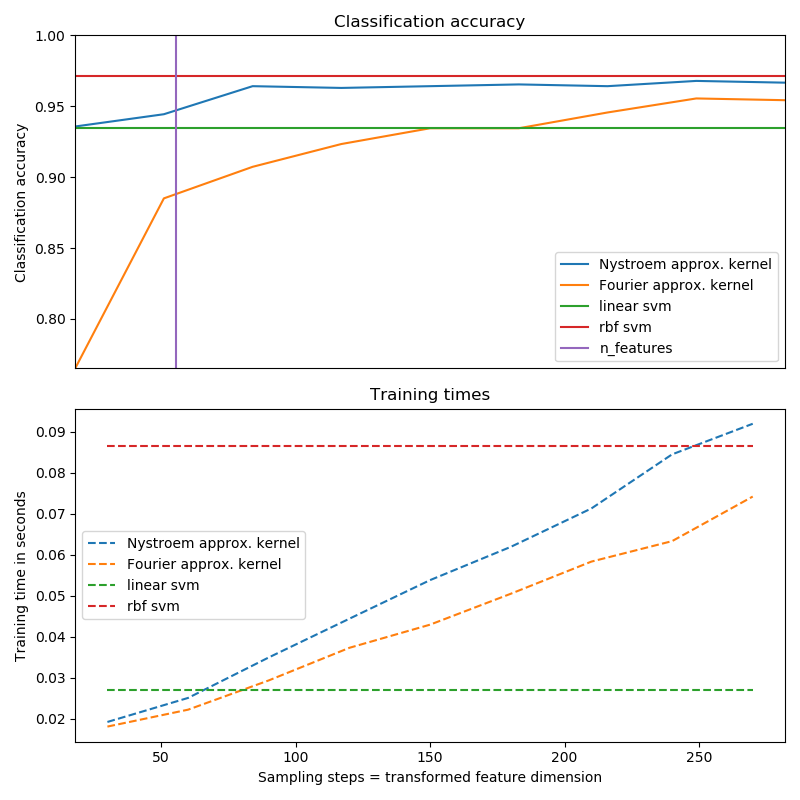 Classification accuracy
1.00
0.95
0.90
0.85
0.80
Classification accuracy
Nystroem approx. kernel
Fourier approx. kernel
linear svm
rbf svm
n_features
Training times
0.09
0.08
0.07
0.06
0.05
0.04
0.03
0.02
Training time in seconds
Nystroem approx. kernel
Fourier approx. kernel
linear svm
rbf svm
50 100 150 200 250
Sampling steps = transformed feature dimension